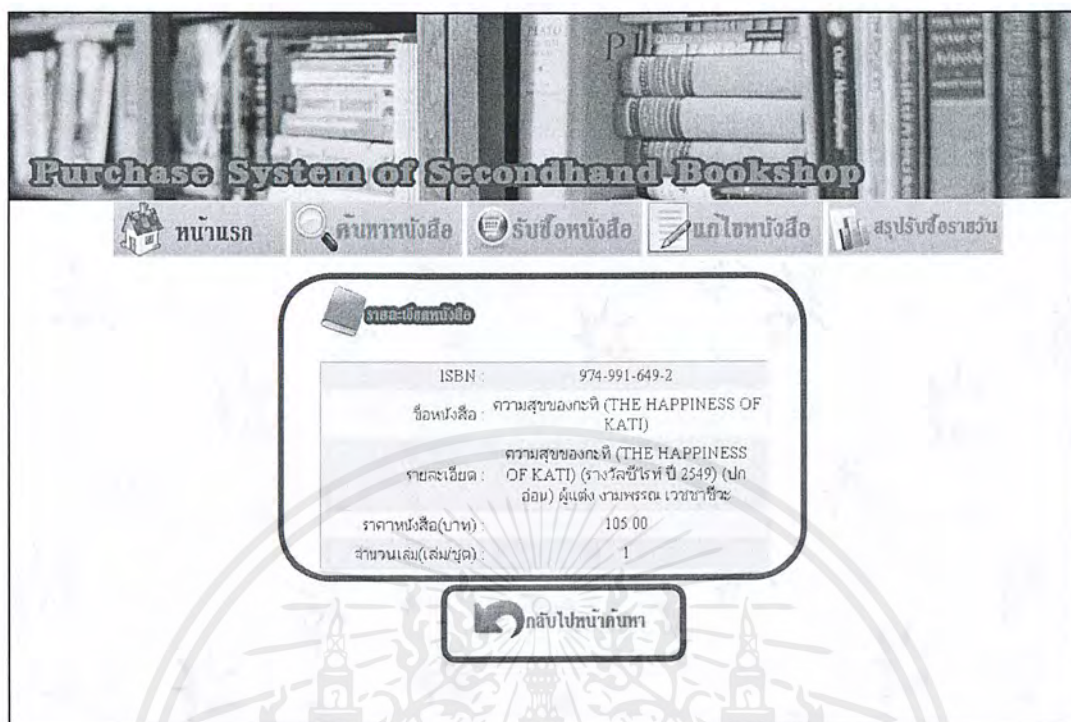 PLATO
P
Purchase System of Secondhand Bookshop
หน้าแรก ค้นหาหนังสือ รับซื้อหนังสือ แก้ไขหนังสือ สรุปรับซื้อรายวัน
รายละเอียดหนังสือ
ISBN : 974-991-649-2
ชื่อหนังสือ : ความสุขของกะทิ (THE HAPPINESS OF
KATI)
ความสุขของกะทิ (THE HAPPINESS
รายละเอียด : OF KATI) (รางวัลซีไรท์ ปี 2549) (ปก
อ่อน) ผู้แต่ง งามพรรณ เวชชาชีวะ
ราคาหนังสือ(บาท) : 105.00
จำนวนเล่ม(เล่ม/ชุด) : 1
กลับไปหน้าค้นหา